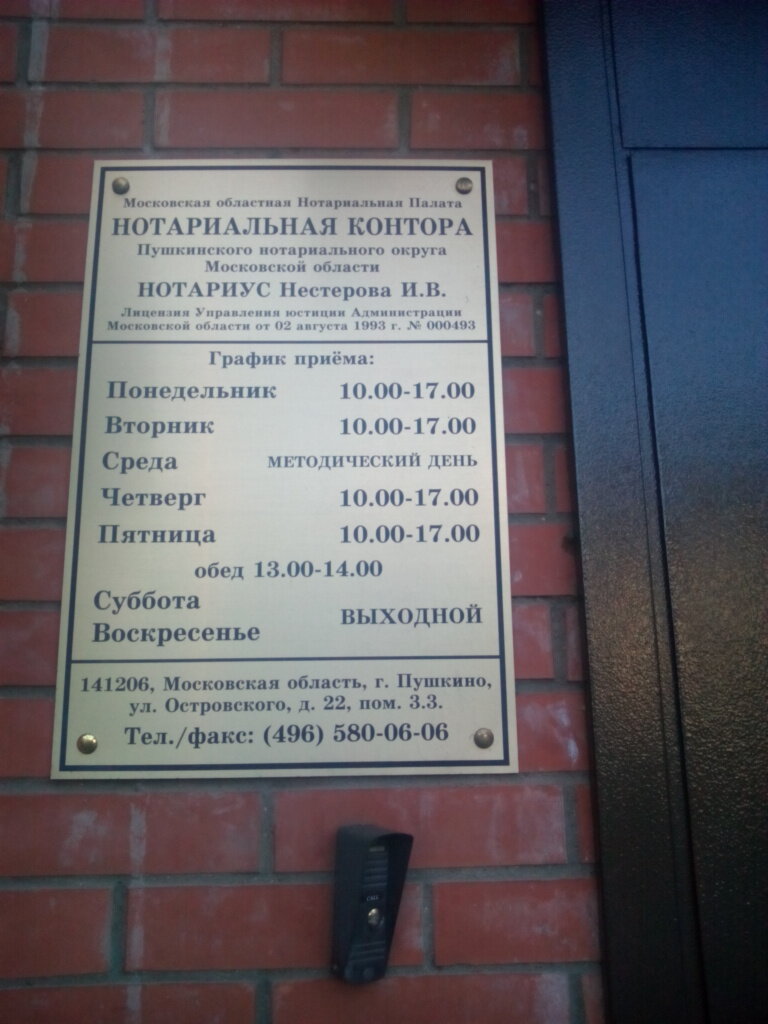 Московская областная Нотариальная Палата
НОТАРИАЛЬНАЯ КОНТОРА
Пушкинского нотариального округа
Московской области
НОТАРИУС Нестерова И.В.
Лицензия Управления юстиции Администрации
Московской области от 02 августа 1993 г. № 000493
График приёма:
Понедельник 10.00-17.00
Вторник 10.00-17.00
Среда МЕТОДИЧЕСКИЙ ДЕНЬ
Четверг 10.00-17.00
Пятница 10.00-17.00
обед 13.00-14.00
Суббота
ВЫХОДНОЙ
Воскресенье
141206, Московская область, г. Пушкино,
ул. Островского, д. 22, пом. 3.3.
Тел./факс: (496) 580-06-06